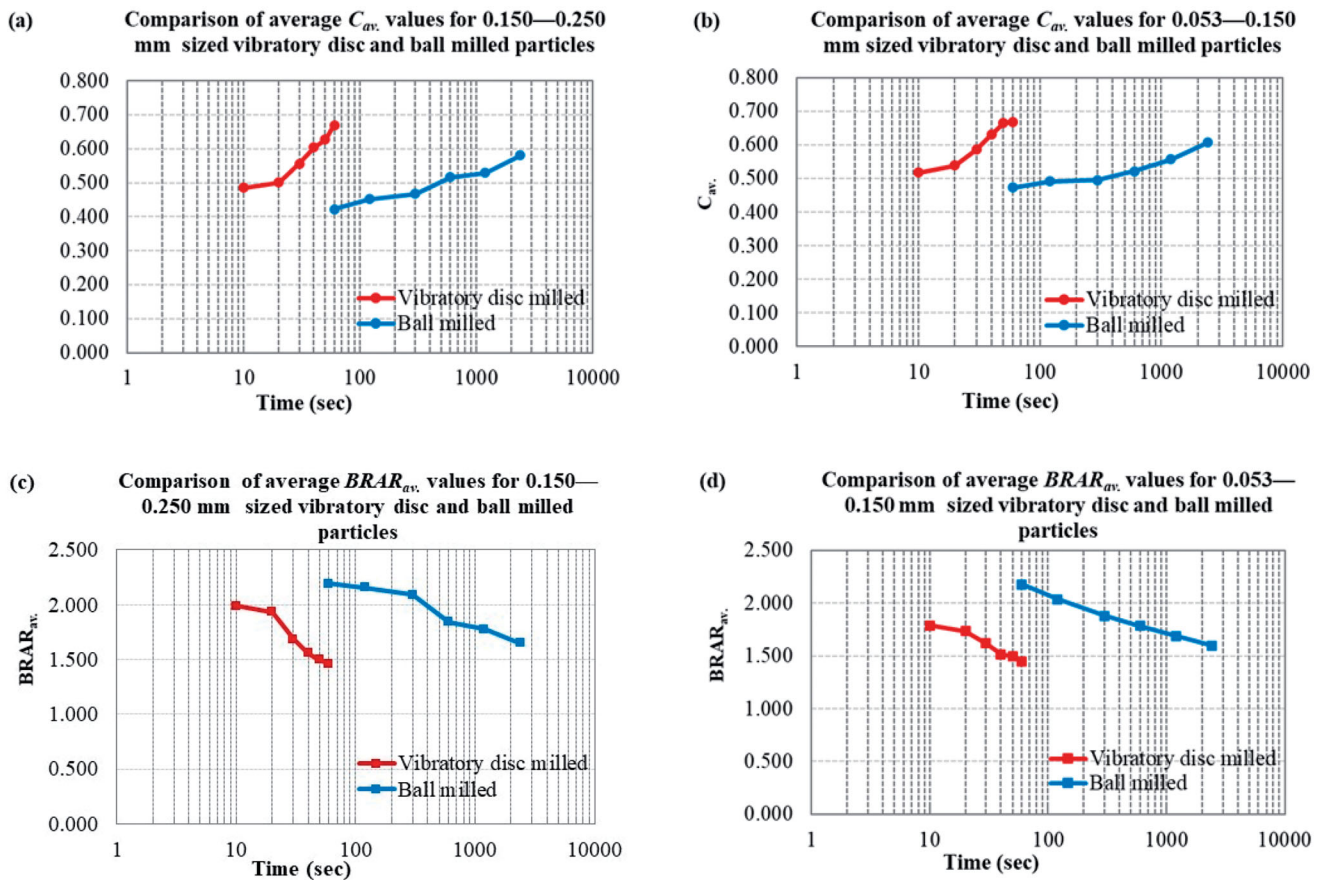 (a)
Comparison of average Cav. values for 0.150—0.250
mm sized vibratory disc and ball milled particles
0.800
0.700
0.600
0.500
0.400
0.300
0.200
0.100
0.000
Vibratory disc milled
Ball milled
1 10 100 1000 10000
Time (sec)
(b)
Comparison of average Cav. values for 0.053—0.150
mm sized vibratory disc and ball milled particles
0.800
0.700
0.600
0.500
0.400
0.300
0.200
0.100
0.000
Cav.
Vibratory disc milled
Ball milled
1 10 100 1000 10000
Time (sec)
(c)
Comparison of average BRARav. values for 0.150—
0.250 mm sized vibratory disc and ball milled
particles
2.500
2.000
1.500
1.000
0.500
0.000
BRARav.
Vibratory disc milled
Ball milled
1 10 100 1000 10000
Time (sec)
(d)
Comparison of average BRARav. values for 0.053—
0.150 mm sized vibratory disc and ball milled
particles
2.500
2.000
1.500
1.000
0.500
0.000
BRARav.
Vibratory disc milled
Ball milled
1 10 100 1000 10000
Time (sec)